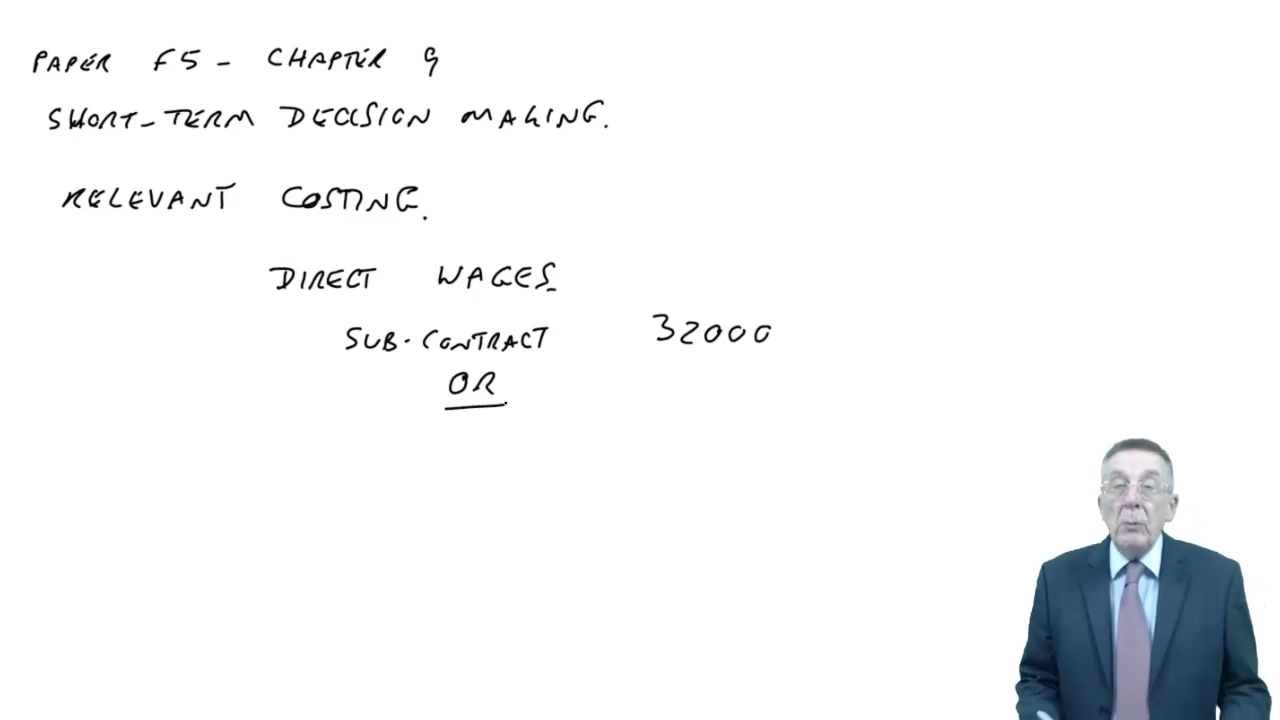 PAPER F5 - CHAPTER 9
SHORT-TERM DECISION MAKING.
RELEVANT COSTING.
DIRECT WAGES
SUB-CONTRACT 32000
OR